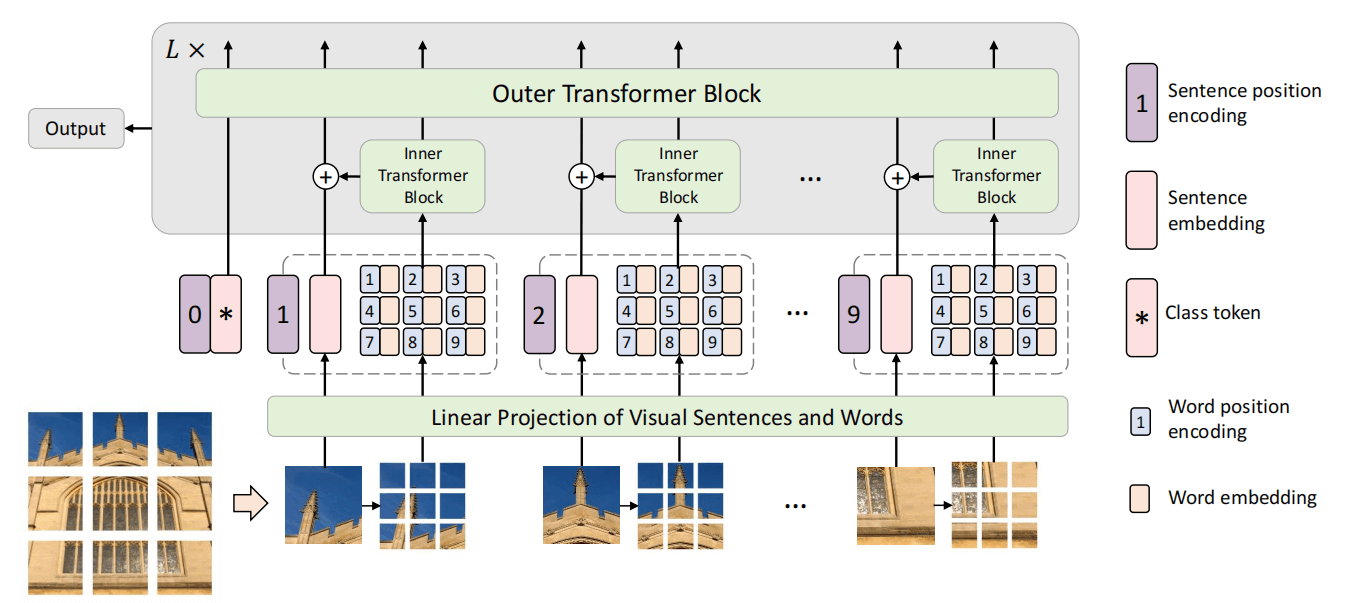 L ×
Outer Transformer Block
Output
Inner
Transformer
Block
+
Inner
Transformer
Block
+
...
Inner
Transformer
Block
+
0 *
1
1 2 3
4 5 6
7 8 9
2
1 2 3
4 5 6
7 8 9
...
9
1 2 3
4 5 6
7 8 9
Linear Projection of Visual Sentences and Words
...
1
Sentence position
encoding
Sentence
embedding
*
Class token
1
Word position
encoding
Word embedding